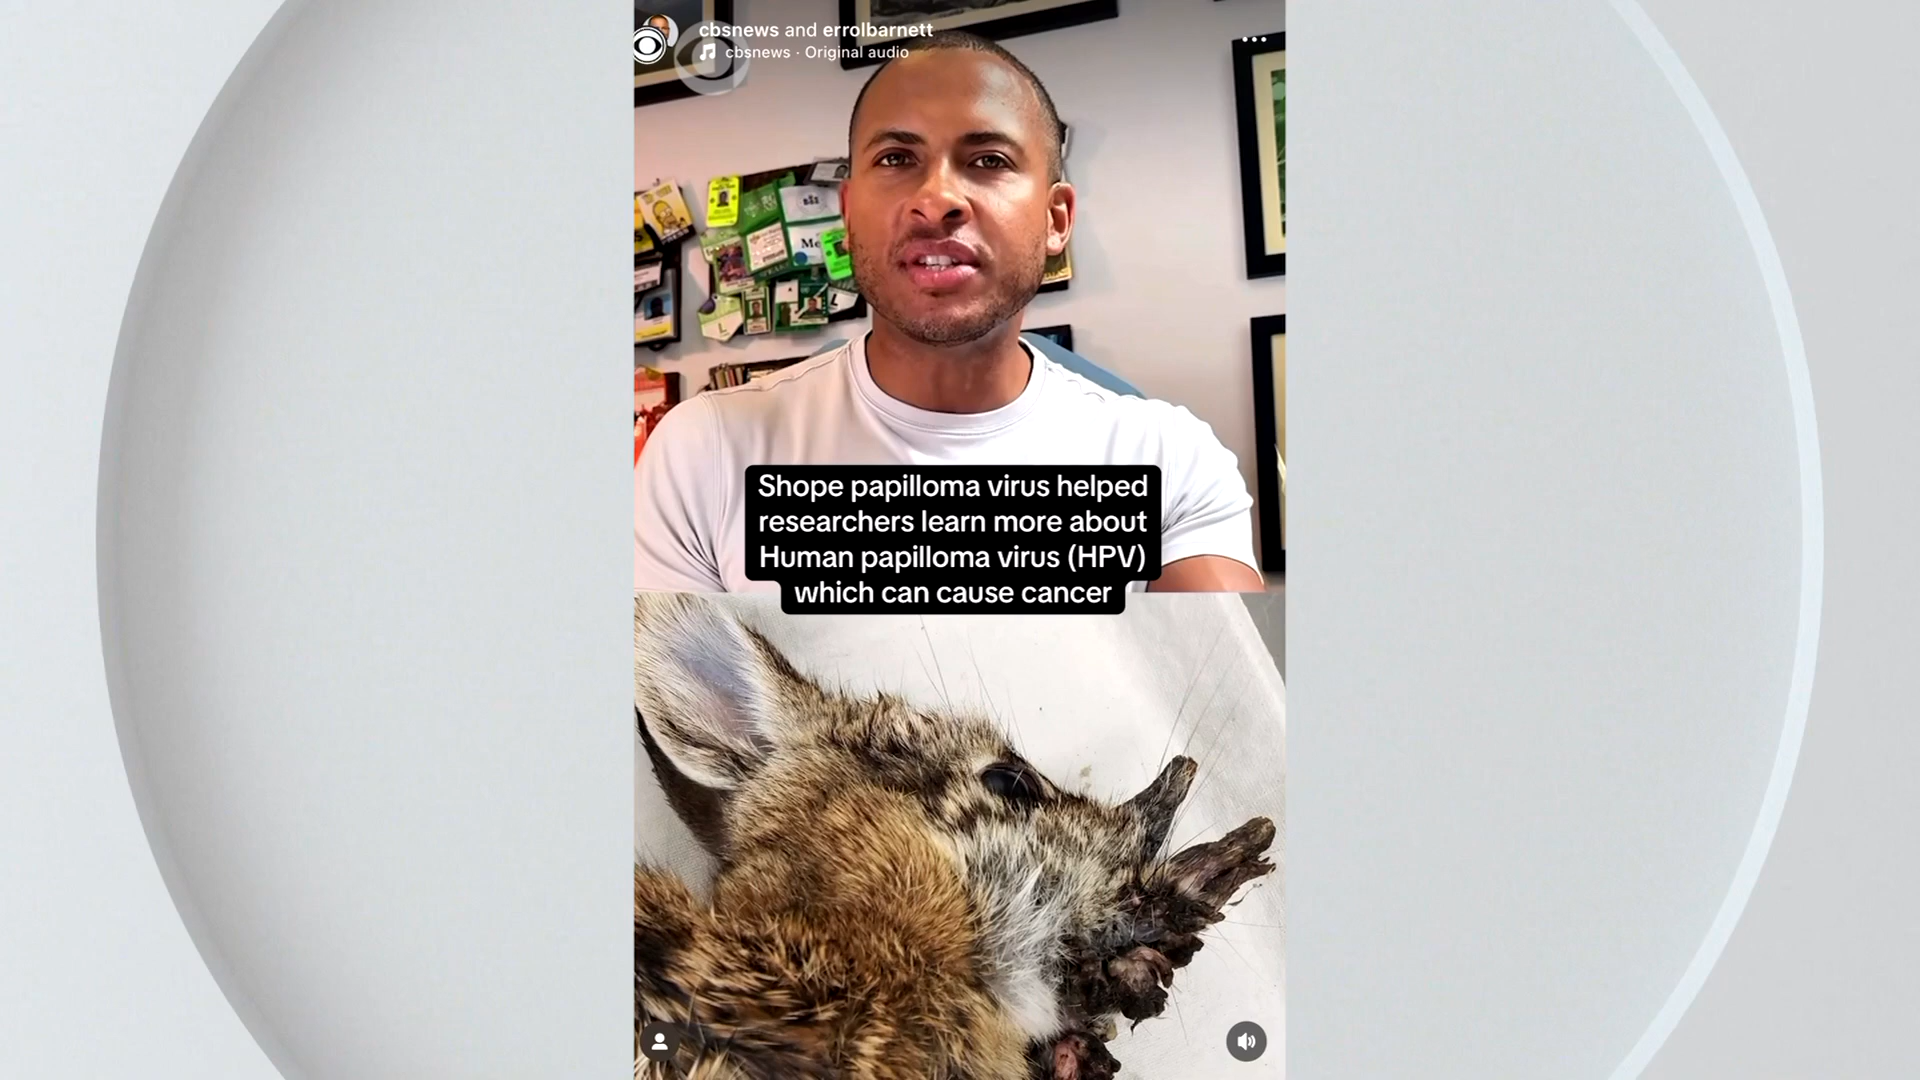 cbsnews and errolbarnett
cbsnews · Original audio
Shope papilloma virus helped
researchers learn more about
Human papilloma virus (HPV)
which can cause cancer